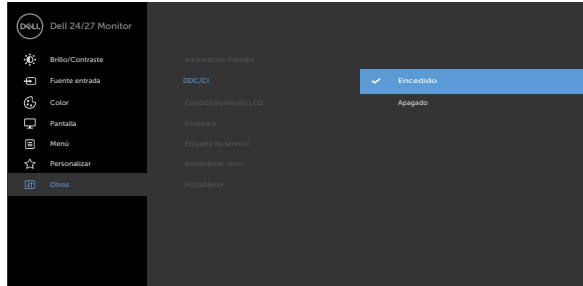 DELL Dell 24/27 Monitor
Brillo/Contraste Información Pantalla
Fuente entrada DDC/CI Encedido
Color Condicionamiento LCD Apagado
Pantalla Firmware
Menú Etiqueta de servicio
Personalizar Restablecer otros
Otros Restablecer